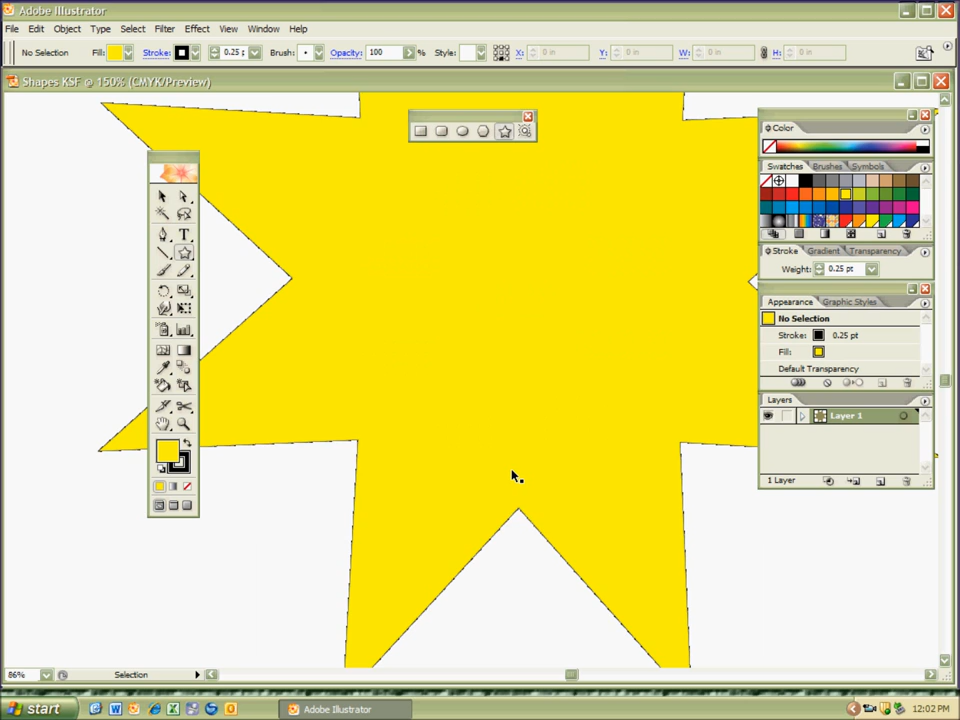 Adobe Illustrator
File Edit Object Type Filter Effect View Window Help
No Selection Fill: Stroke: 0.25 Brush: Opacity: 100 % Style: X: 0 in Y: 0 in W: 0 in H: 0 in
Shapes KSF @ 150% (CMYK/Preview)
Color
Swatches Brushes Symbols
Stroke Gradient Transparency
Weight: 0.25 pt
Appearance Graphic Styles
No Selection
Stroke: 0.25 pt
Fill:
Default Transparency
Layers
Layer 1
1 Layer
86% Selection
start Adobe Illustrator 12:02 PM